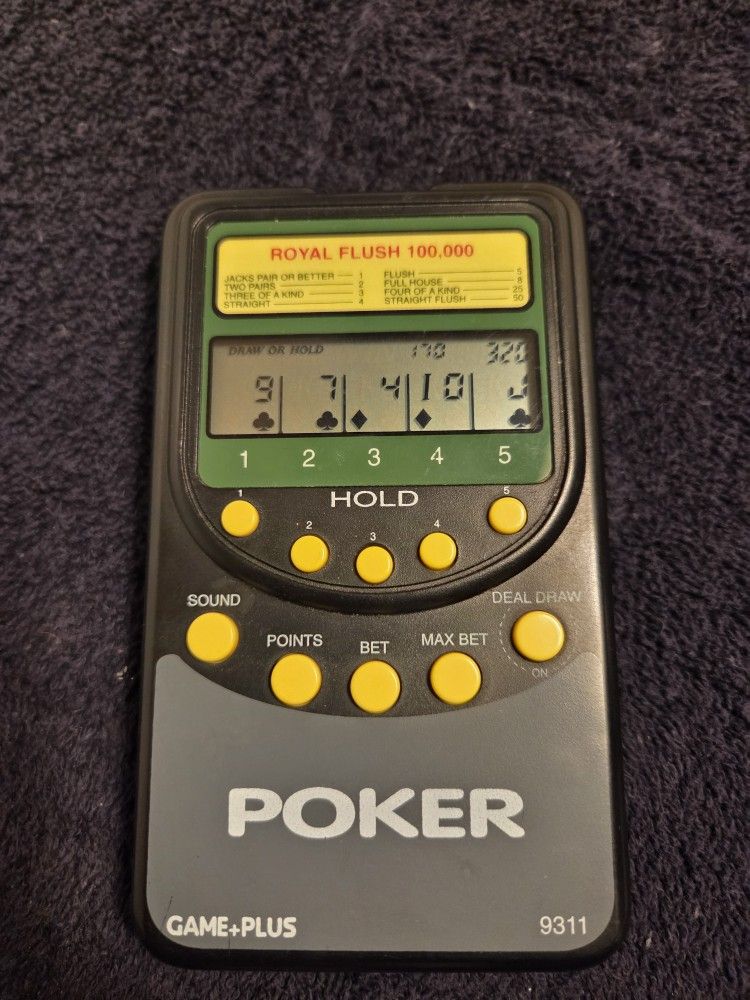 ROYAL FLUSH 100,000
JACKS PAIR OR BETTER 1 FLUSH 5
TWO PAIRS 2 FULL HOUSE 8
THREE OF A KIND 3 FOUR OF A KIND 25
STRAIGHT 4 STRAIGHT FLUSH 50
DRAW OR HOLD 170 320
9 7 4 10 J
♣ ♣ ♦ ♦ ♣
1 2 3 4 5
HOLD
1 2 3 4 5
SOUND POINTS BET MAX BET DEAL DRAW
ON
POKER
GAME+PLUS 9311